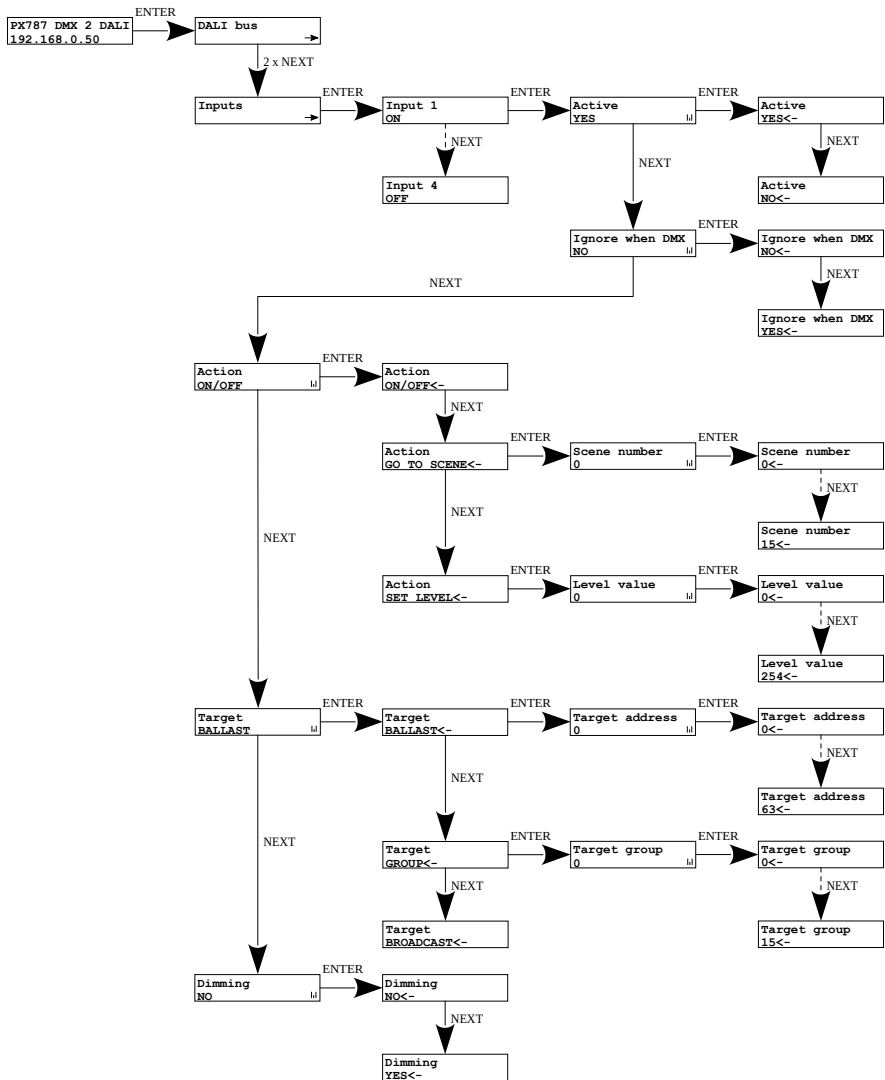 ENTER
PX787 DMX 2 DALI
192.168.0.50
DALI bus
2 x NEXT
Inputs
ENTER
Input 1
ON
ENTER
Active
YES
ENTER
Active
YES<-
NEXT
Input 4
OFF
NEXT
NEXT
Active
NO<-
Ignore when DMX
NO
ENTER
Ignore when DMX
NO<-
NEXT
Ignore when DMX
YES<-
NEXT
Action
ON/OFF
ENTER
Action
ON/OFF<-
NEXT
Action
GO TO SCENE<-
ENTER
Scene number
0
ENTER
Scene number
0<-
NEXT
Scene number
15<-
NEXT
NEXT
Action
SET LEVEL<-
ENTER
Level value
0
ENTER
Level value
0<-
NEXT
Level value
254<-
Target
BALLAST
ENTER
Target
BALLAST<-
ENTER
Target address
0
ENTER
Target address
0<-
NEXT
Target address
63<-
NEXT
NEXT
Target
GROUP<-
ENTER
Target group
0
ENTER
Target group
0<-
NEXT
Target group
15<-
NEXT
Target
BROADCAST<-
Dimming
NO
ENTER
Dimming
NO<-
NEXT
Dimming
YES<-